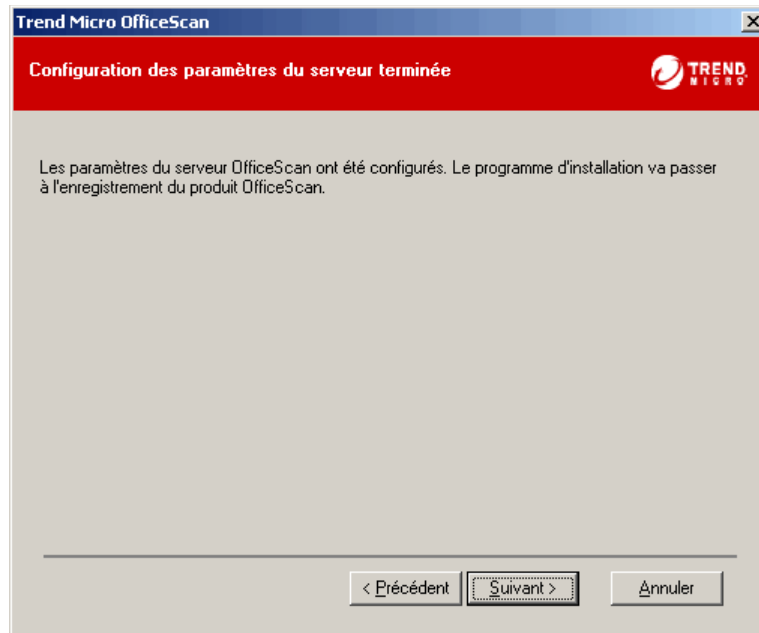 Trend Micro OfficeScan
Configuration des paramètres du serveur terminée
TREND
MICRO
Les paramètres du serveur OfficeScan ont été configurés. Le programme d'installation va passer
à l'enregistrement du produit OfficeScan.
< Précédent
Suivant >
Annuler